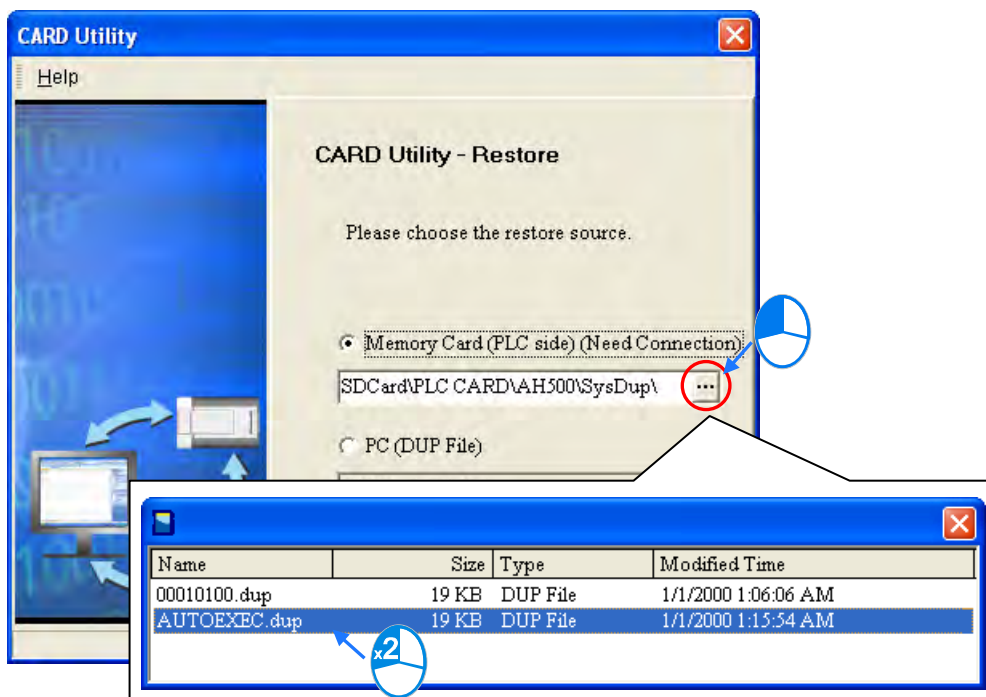 CARD Utility
Help
CARD Utility - Restore
Please choose the restore source.
Memory Card (PLC side) (Need Connection)
SDCard\PLC CARD\AH500\SysDup\ ...
PC (DUP File)
Name Size Type Modified Time
00010100.dup 19 KB DUP File 1/1/2000 1:06:06 AM
AUTOEXEC.dup 19 KB DUP File 1/1/2000 1:15:54 AM
x2
CARD